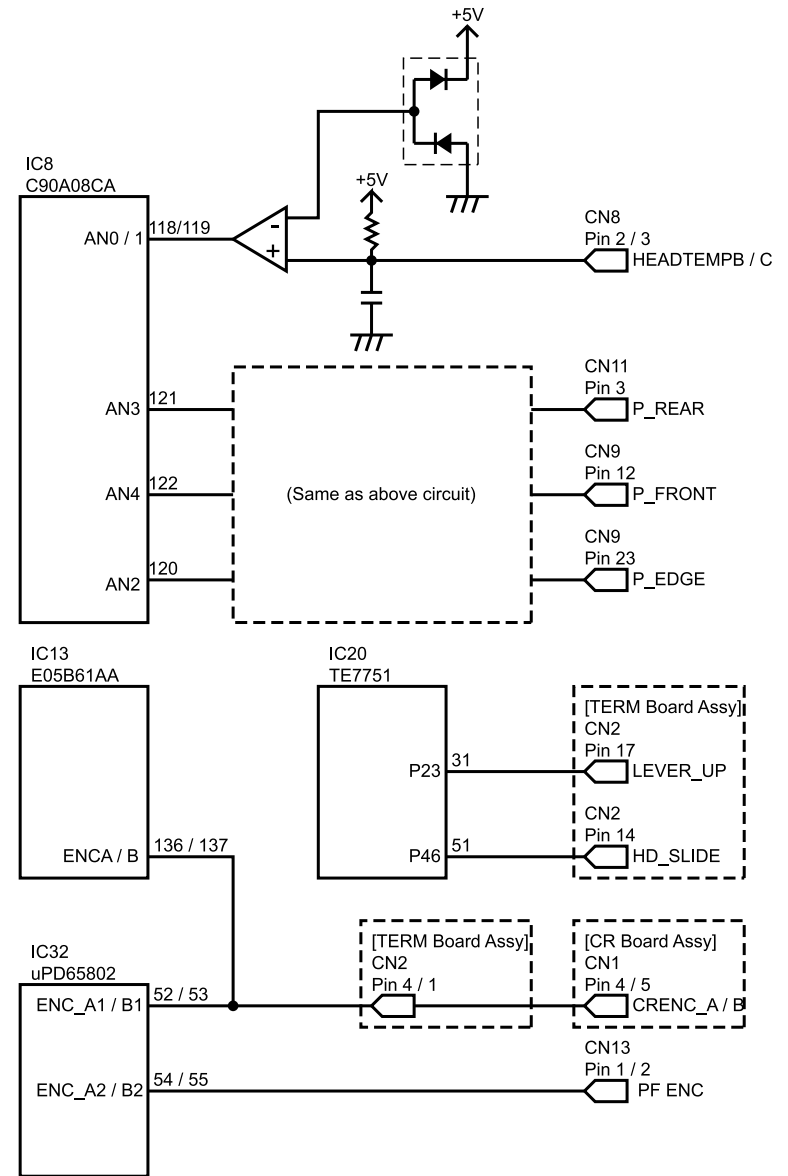 +5V
IC8
C90A08CA
+5V
AN0 / 1
118/119
-
+
CN8
Pin 2 / 3
HEADTEMPB / C
CN11
Pin 3
AN3
121
P_REAR
CN9
Pin 12
AN4
122
(Same as above circuit)
P_FRONT
CN9
Pin 23
AN2
120
P_EDGE
IC13
E05B61AA
IC20
TE7751
[TERM Board Assy]
CN2
Pin 17
P23
31
LEVER_UP
CN2
Pin 14
ENCA / B
136 / 137
P46
51
HD_SLIDE
IC32
uPD65802
[TERM Board Assy]
CN2
Pin 4 / 1
[CR Board Assy]
CN1
Pin 4 / 5
ENC_A1 / B1
52 / 53
CRENC_A / B
CN13
Pin 1 / 2
ENC_A2 / B2
54 / 55
PF ENC